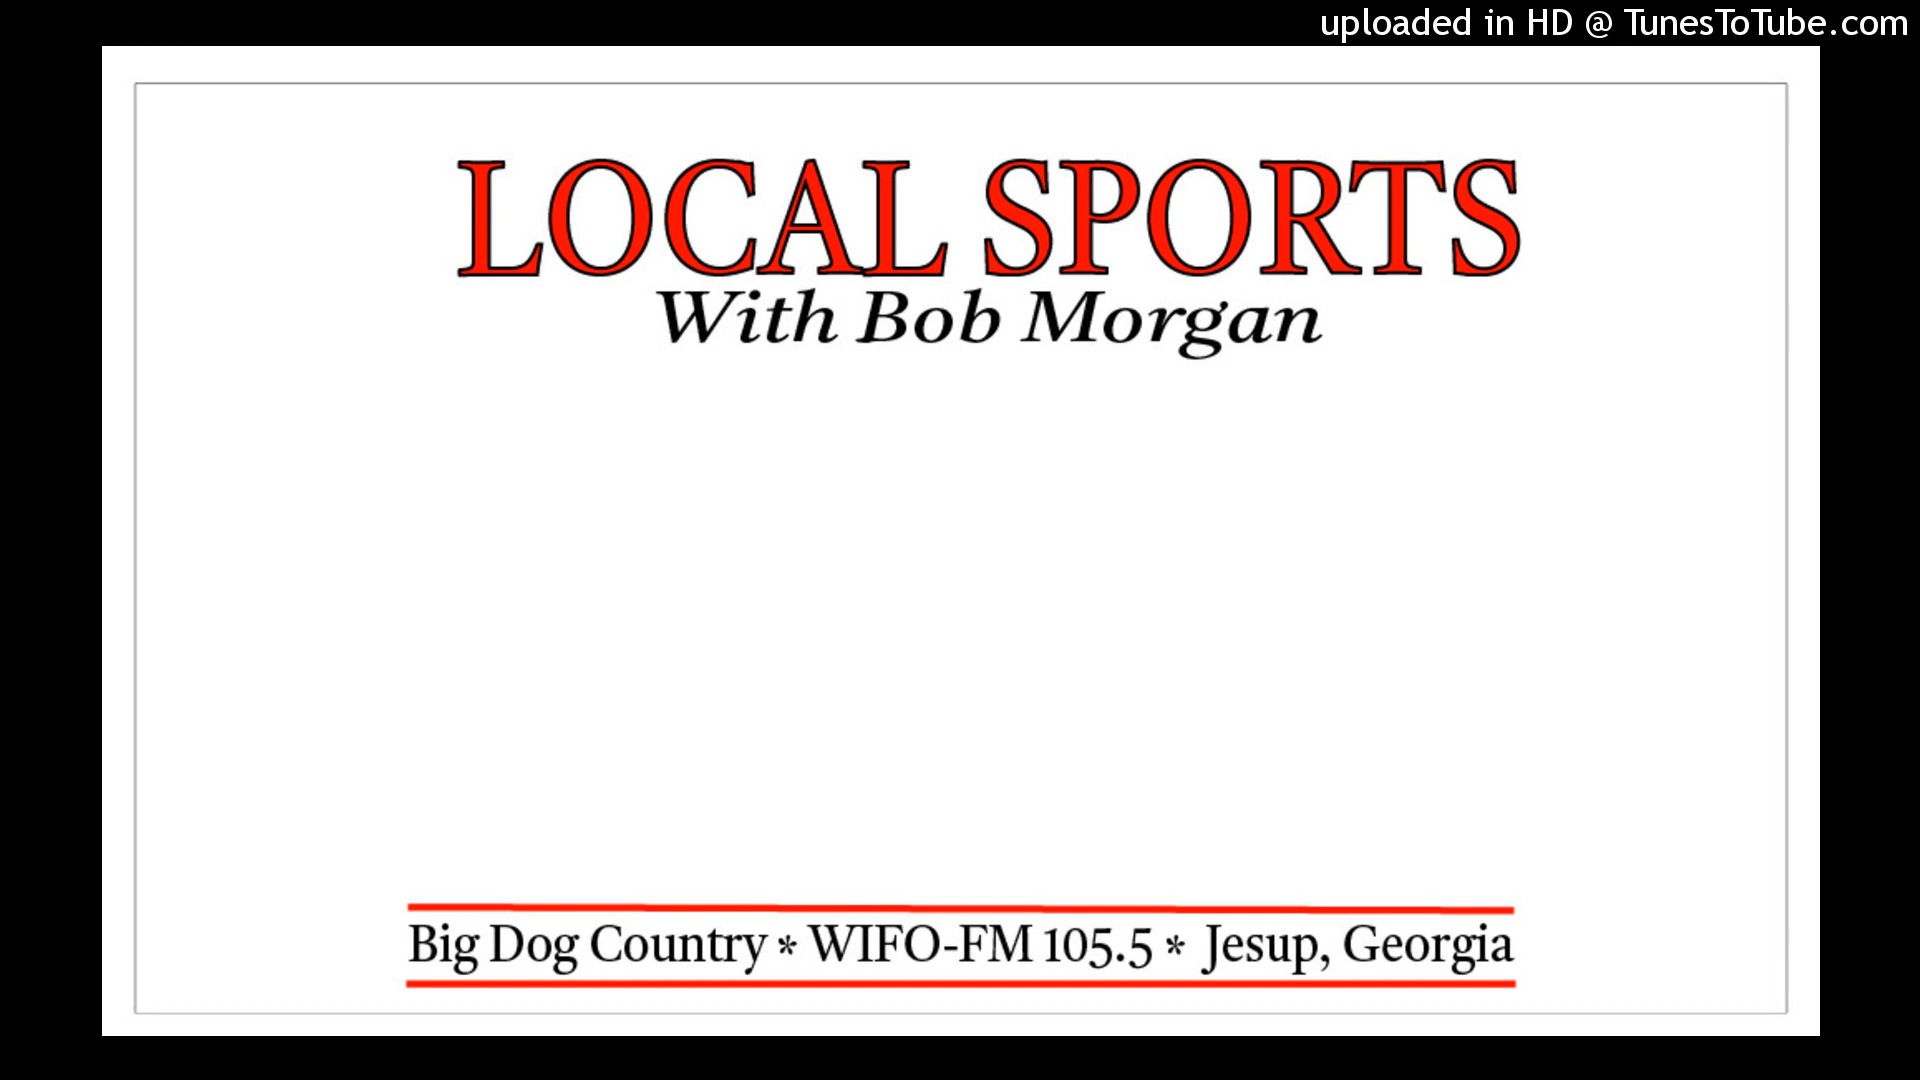 uploaded in HD @ TunesToTube.com
LOCAL SPORTS
With Bob Morgan
Big Dog Country * WIFO-FM 105.5 * Jesup, Georgia